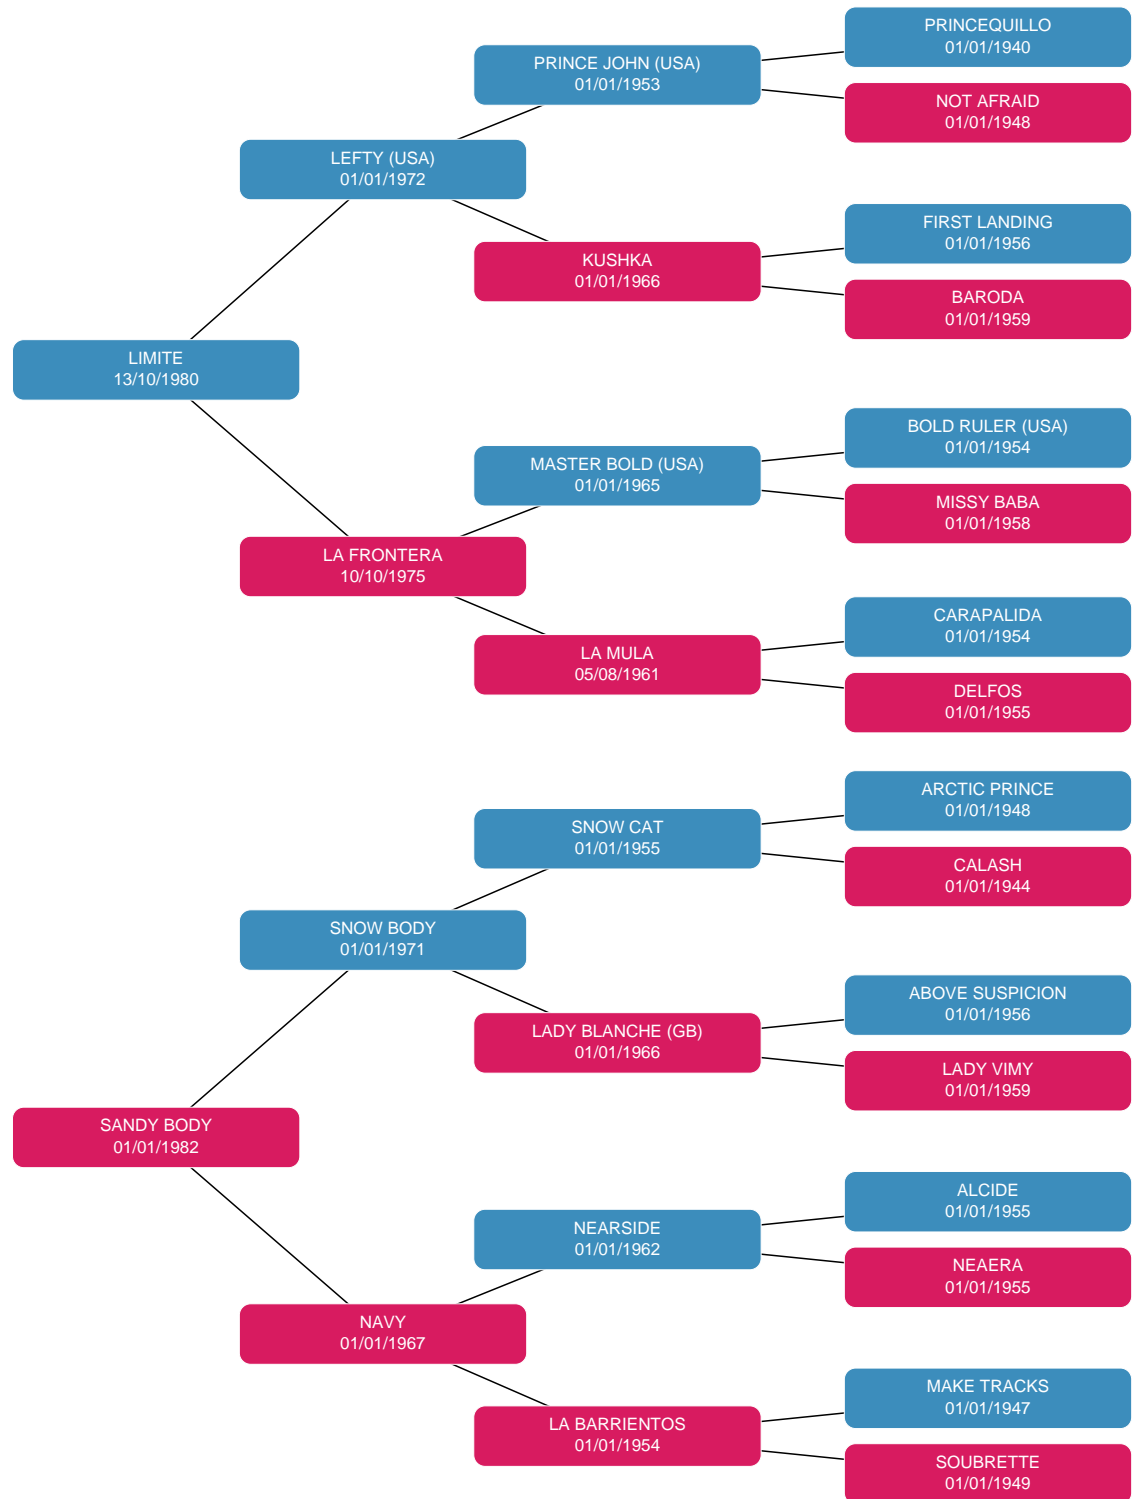 PRINCEQUILLO
01/01/1940
PRINCE JOHN (USA)
01/01/1953
NOT AFRAID
01/01/1948
LEFTY (USA)
01/01/1972
FIRST LANDING
01/01/1956
KUSHKA
01/01/1966
BARODA
01/01/1959
LIMITE
13/10/1980
BOLD RULER (USA)
01/01/1954
MASTER BOLD (USA)
01/01/1965
MISSY BABA
01/01/1958
LA FRONTERA
10/10/1975
CARAPALIDA
01/01/1954
LA MULA
05/08/1961
DELFOS
01/01/1955
ARCTIC PRINCE
01/01/1948
SNOW CAT
01/01/1955
CALASH
01/01/1944
SNOW BODY
01/01/1971
ABOVE SUSPICION
01/01/1956
LADY BLANCHE (GB)
01/01/1966
LADY VIMY
01/01/1959
SANDY BODY
01/01/1982
ALCIDE
01/01/1955
NEARSIDE
01/01/1962
NEAERA
01/01/1955
NAVY
01/01/1967
MAKE TRACKS
01/01/1947
LA BARRIENTOS
01/01/1954
SOUBRETTE
01/01/1949